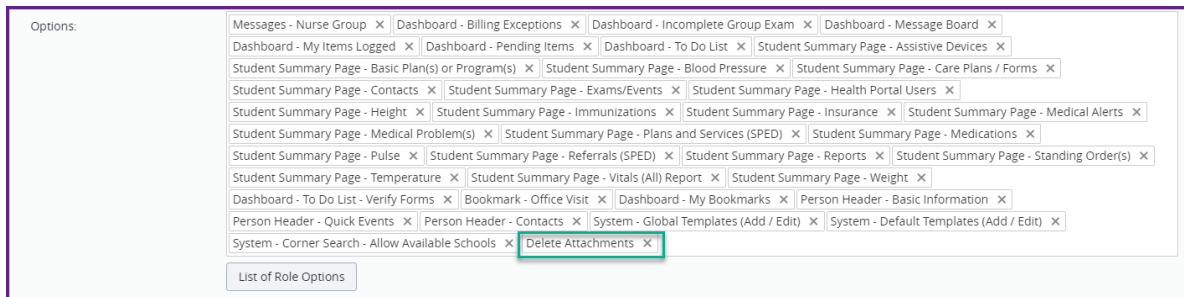 Options: Messages - Nurse Group × Dashboard - Billing Exceptions × Dashboard - Incomplete Group Exam × Dashboard - Message Board ×
Dashboard - My Items Logged × Dashboard - Pending Items × Dashboard - To Do List × Student Summary Page - Assistive Devices ×
Student Summary Page - Basic Plan(s) or Program(s) × Student Summary Page - Blood Pressure × Student Summary Page - Care Plans / Forms ×
Student Summary Page - Contacts × Student Summary Page - Exams/Events × Student Summary Page - Health Portal Users ×
Student Summary Page - Height × Student Summary Page - Immunizations × Student Summary Page - Insurance × Student Summary Page - Medical Alerts ×
Student Summary Page - Medical Problem(s) × Student Summary Page - Plans and Services (SPED) × Student Summary Page - Medications ×
Student Summary Page - Pulse × Student Summary Page - Referrals (SPED) × Student Summary Page - Reports × Student Summary Page - Standing Order(s) ×
Student Summary Page - Temperature × Student Summary Page - Vitals (All) Report × Student Summary Page - Weight ×
Dashboard - To Do List - Verify Forms × Bookmark - Office Visit × Dashboard - My Bookmarks × Person Header - Basic Information ×
Person Header - Quick Events × Person Header - Contacts × System - Global Templates (Add / Edit) × System - Default Templates (Add / Edit) ×
System - Corner Search - Allow Available Schools × Delete Attachments ×
List of Role Options